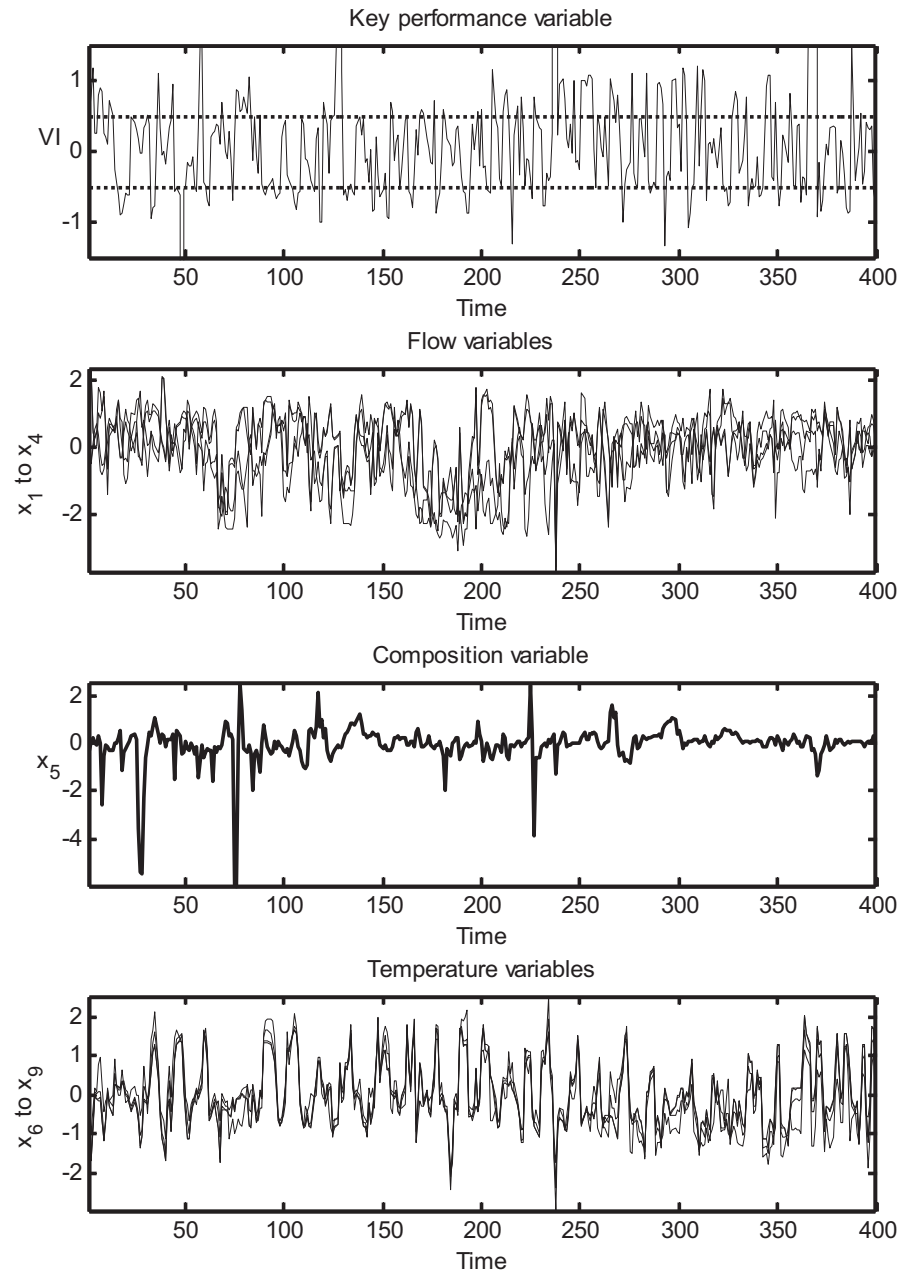 Key performance variable
1
VI 0
-1
50 100 150 200 250 300 350 400
Time
Flow variables
2
0
-2
x1 to x4
50 100 150 200 250 300 350 400
Time
Composition variable
2
0
x5
-2
-4
50 100 150 200 250 300 350 400
Time
Temperature variables
2
1
0
-1
-2
x6 to x9
50 100 150 200 250 300 350 400
Time